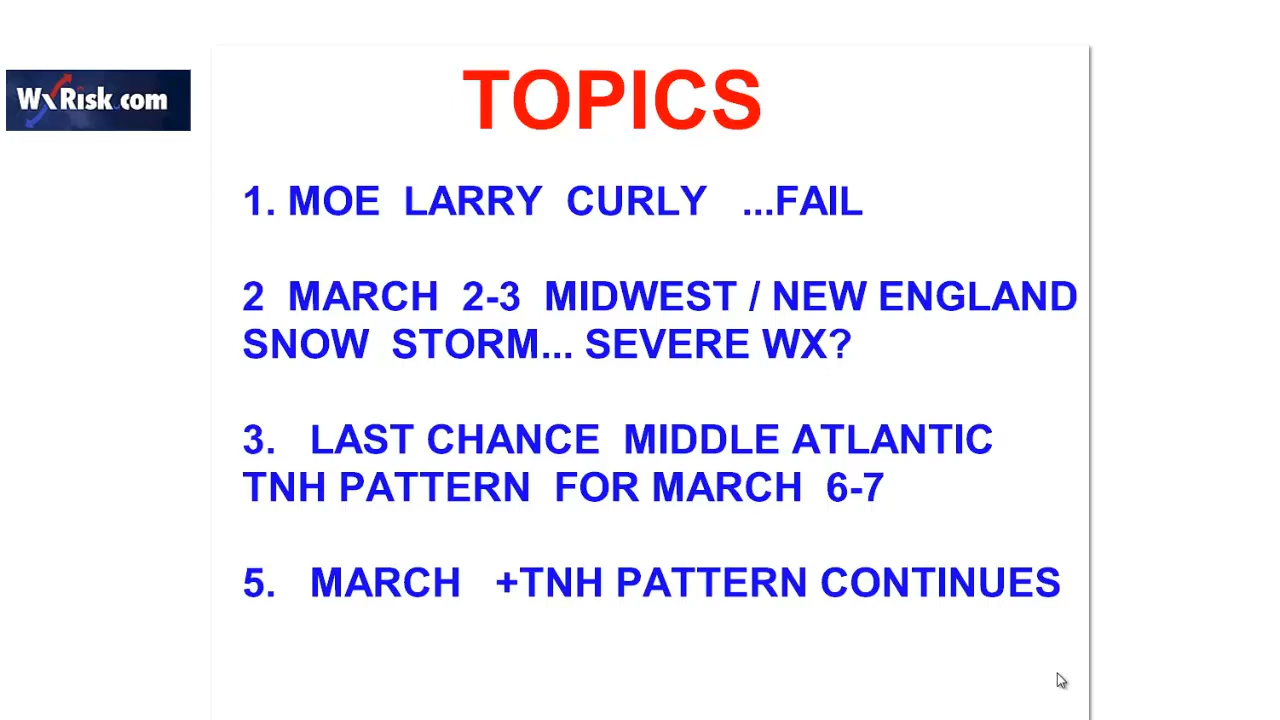 WxRisk.com
TOPICS
1. MOE LARRY CURLY ...FAIL
2 MARCH 2-3 MIDWEST / NEW ENGLAND
SNOW STORM... SEVERE WX?
3. LAST CHANCE MIDDLE ATLANTIC
TNH PATTERN FOR MARCH 6-7
5. MARCH +TNH PATTERN CONTINUES